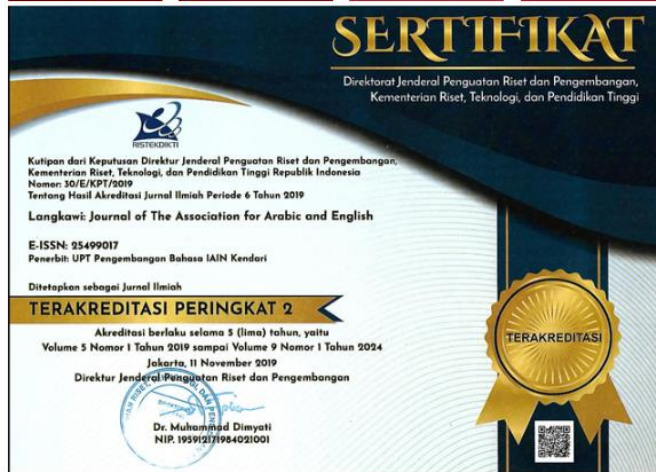 SERTIFIKAT
Direktorat Jenderal Penguatan Riset dan Pengembangan,
Kementerian Riset, Teknologi, dan Pendidikan Tinggi
RISTEKDIKTI
Kutipan dari Keputusan Direktur Jenderal Penguatan Riset dan Pengembangan,
Kementerian Riset, Teknologi, dan Pendidikan Tinggi Republik Indonesia
Nomor: 30/E/KPT/2019
Tentang Hasil Akreditasi Jurnal Ilmiah Periode 6 Tahun 2019
Langkawi: Journal of The Association for Arabic and English
E-ISSN: 25499017
Penerbit: UPT Pengembangan Bahasa IAIN Kendari
Ditetapkan sebagai Jurnal Ilmiah
TERAKREDITASI PERINGKAT 2
Akreditasi berlaku selama 5 (lima) tahun, yaitu
Volume 5 Nomor 1 Tahun 2019 sampai Volume 9 Nomor 1 Tahun 2024
Jakarta, 11 November 2019
Direktur Jenderal Penguatan Riset dan Pengembangan
Dr. Muhammad Dimyati
NIP. 195912171984021001
TERAKREDITASI